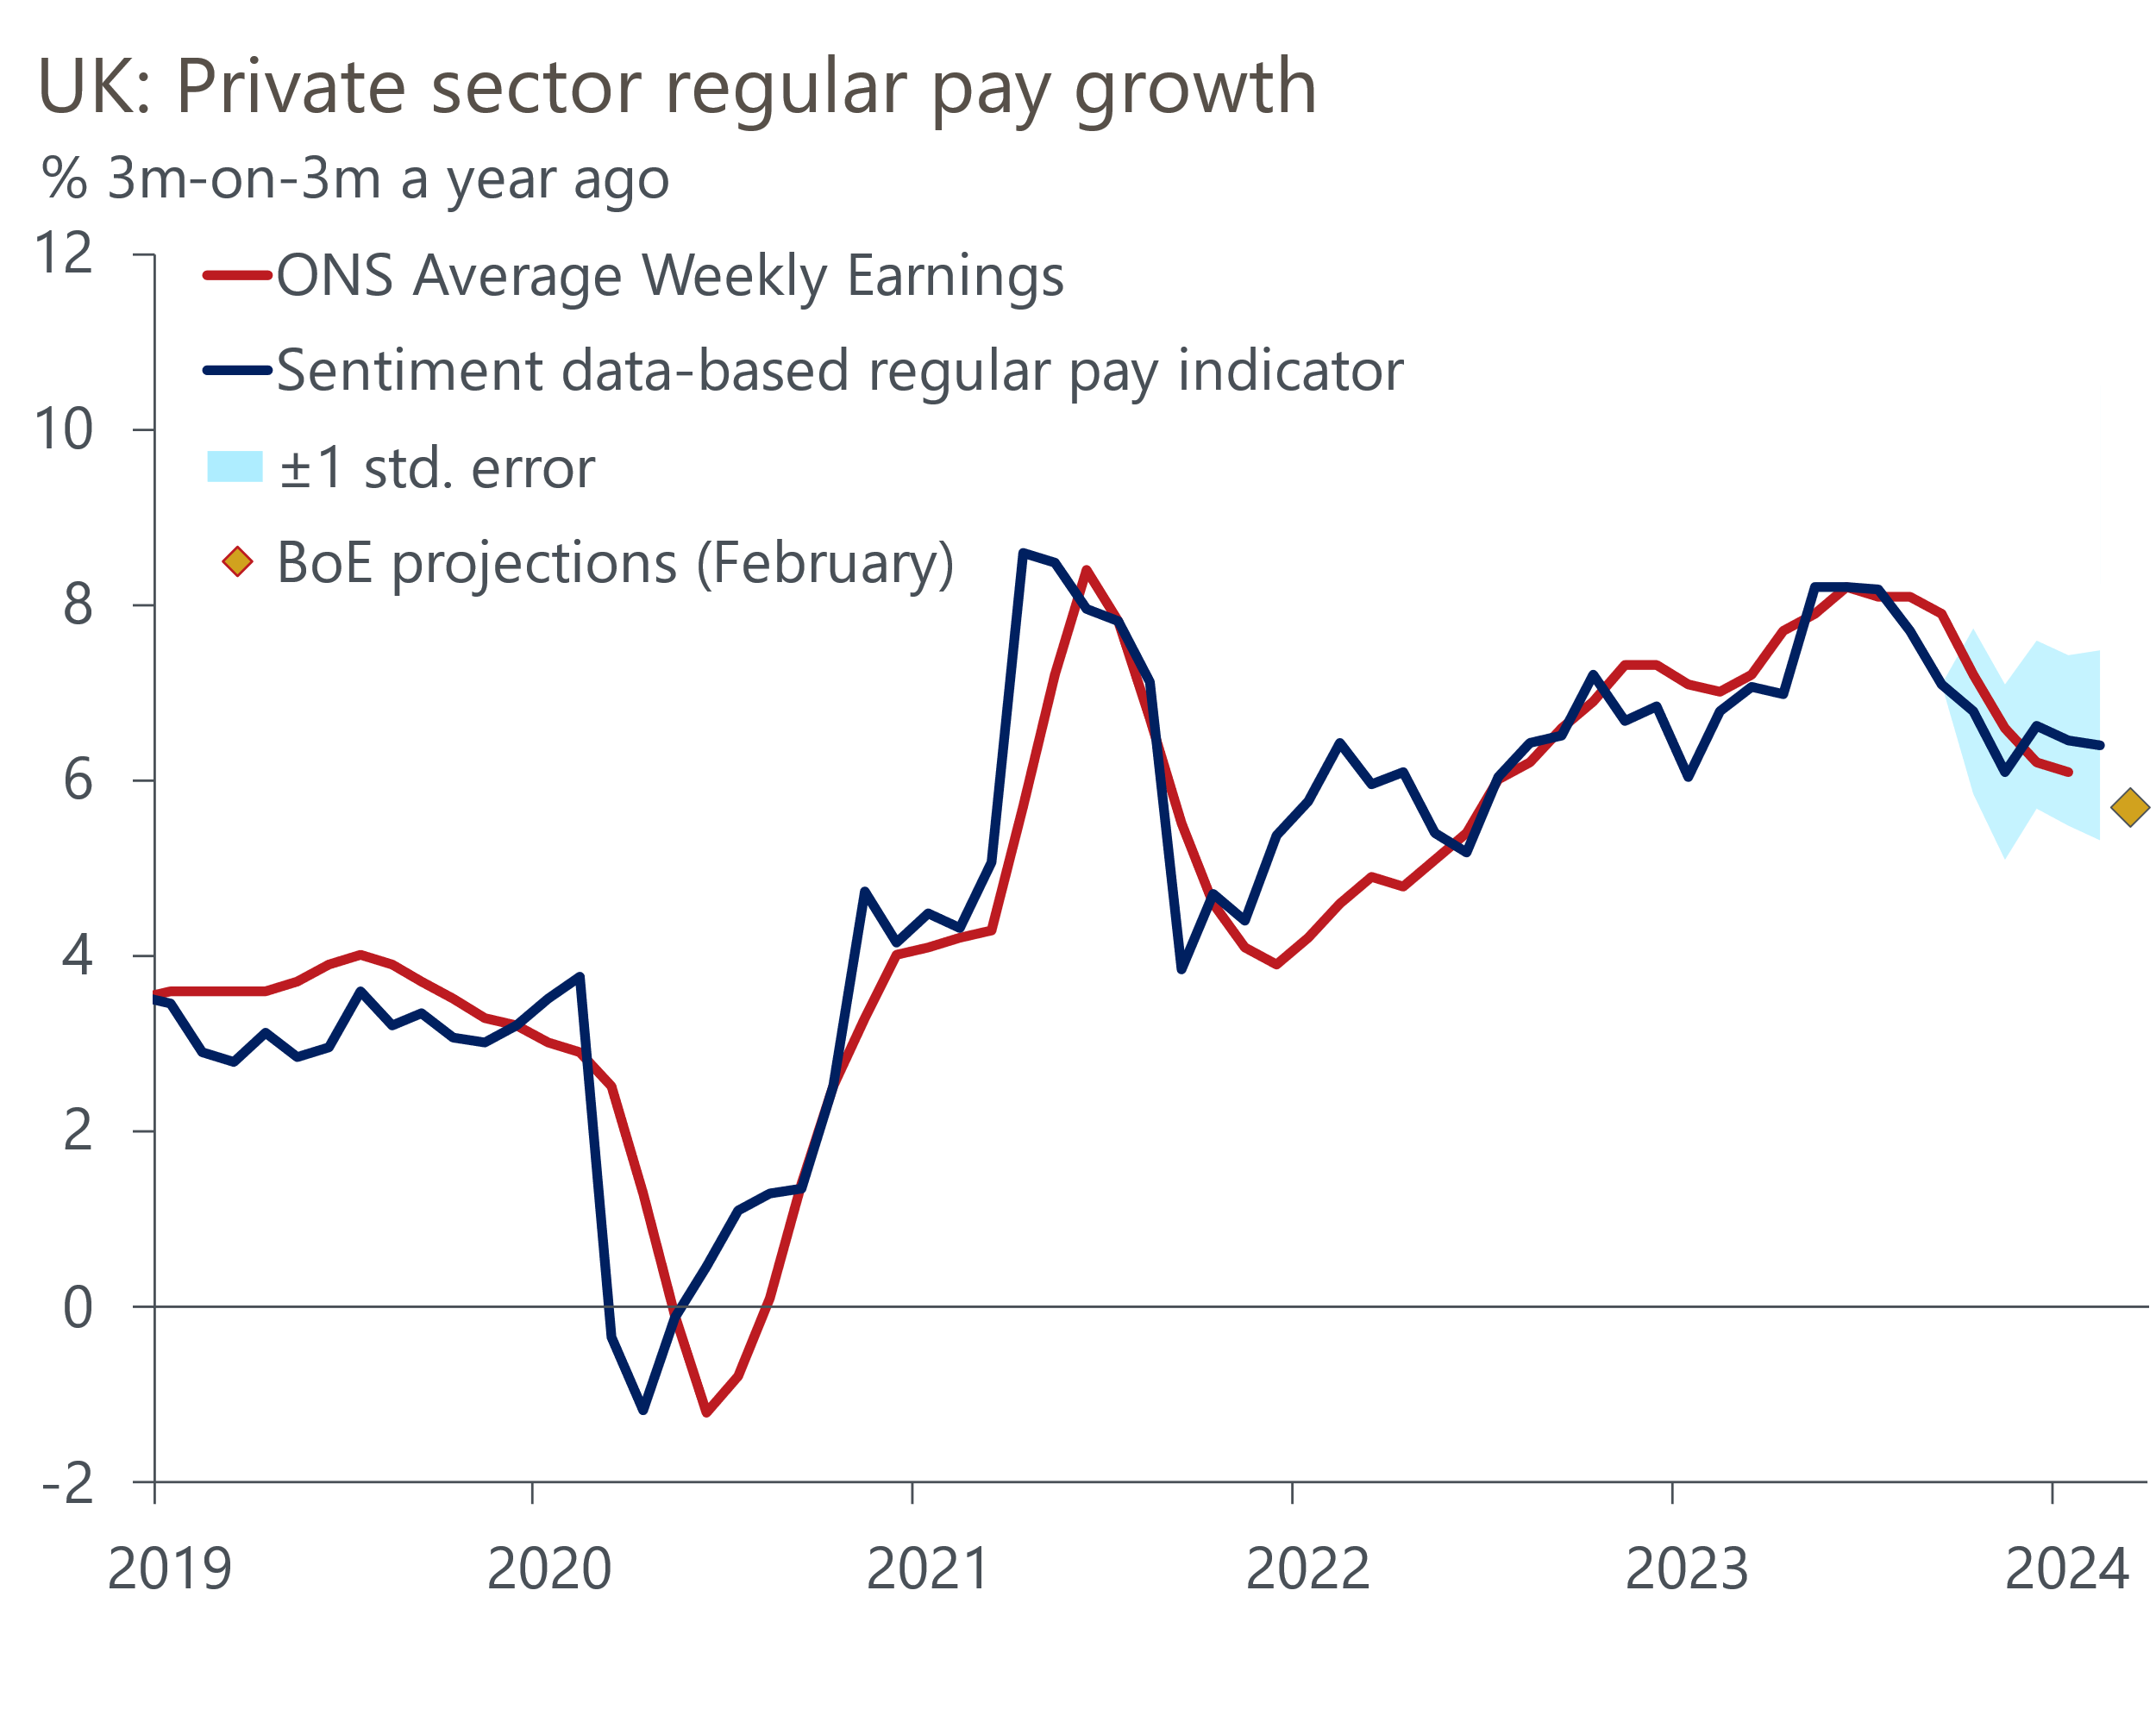 UK: Private sector regular pay growth
% 3m-on-3m a year ago
12
ONS Average Weekly Earnings
Sentiment data-based regular pay indicator
10
±1 std. error
BoE projections (February)
8
6
4
2
0
-2
2019 2020 2021 2022 2023 2024